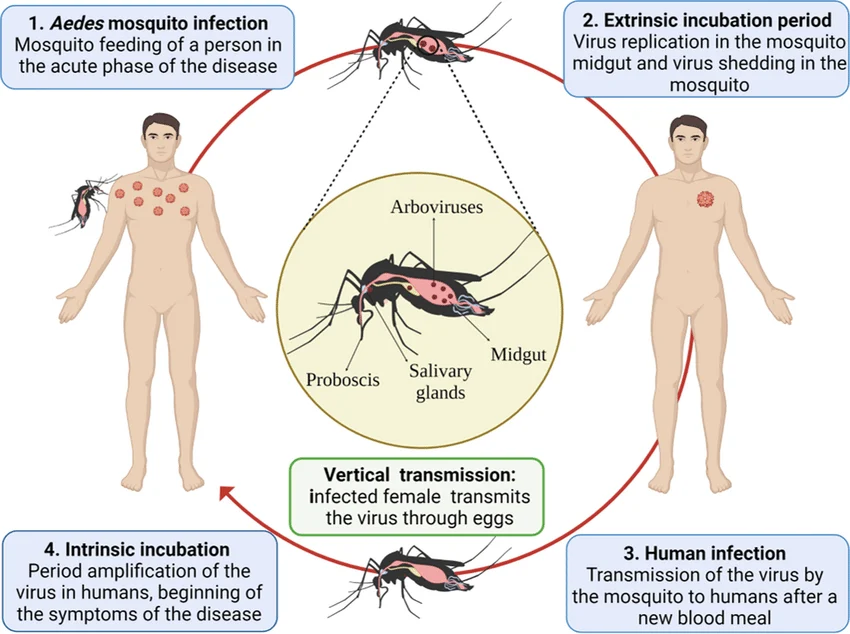 1. Aedes mosquito infection
Mosquito feeding of a person in
the acute phase of the disease
2. Extrinsic incubation period
Virus replication in the mosquito
midgut and virus shedding in the
mosquito
Arboviruses
Midgut
Proboscis
Salivary
glands
Vertical transmission:
infected female transmits
the virus through eggs
4. Intrinsic incubation
Period amplification of the
virus in humans, beginning of
the symptoms of the disease
3. Human infection
Transmission of the virus by
the mosquito to humans after a
new blood meal